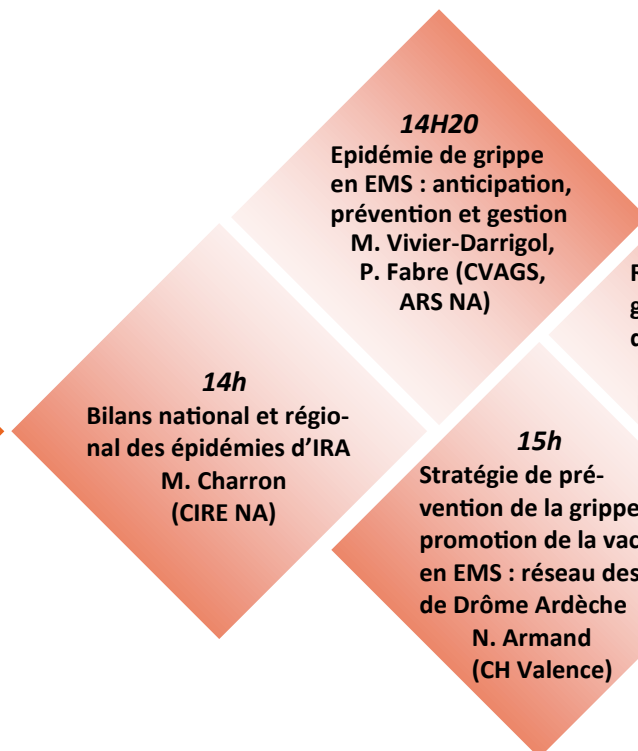 14H20
Epidémie de grippe
en EMS : anticipation,
prévention et gestion
M. Vivier-Darrigol,
P. Fabre (CVAGS,
ARS NA)
14h
Bilans national et régio-
nal des épidémies d’IRA
M. Charron
(CIRE NA)
15h
Stratégie de pré-
vention de la grippe
promotion de la vac
en EMS : réseau des
de Drôme Ardèche
N. Armand
(CH Valence)